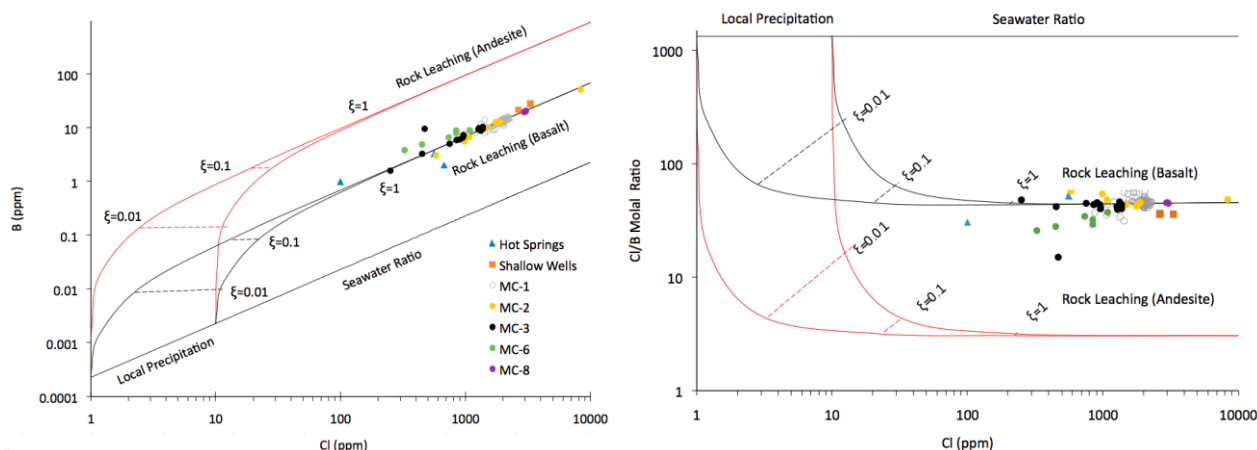 B (ppm)
100
10
1
0.1
0.01
0.001
0.0001
Rock Leaching (Andesite)
ξ=1
ξ=0.1
ξ=0.01
Rock Leaching (Basalt)
ξ=1
ξ=0.1
ξ=0.01
Seawater Ratio
Local Precipitation
Hot Springs
Shallow Wells
MC-1
MC-2
MC-3
MC-6
MC-8
1 10 100 1000 10000
Cl (ppm)
Local Precipitation Seawater Ratio
Cl/B Molal Ratio
1000
100
10
1
ξ=0.01
ξ=0.1
ξ=1
Rock Leaching
(Basalt)
ξ=0.01
ξ=0.1
ξ=1
Rock Leaching (Andesite)
1 10 100 1000 10000
Cl (ppm)